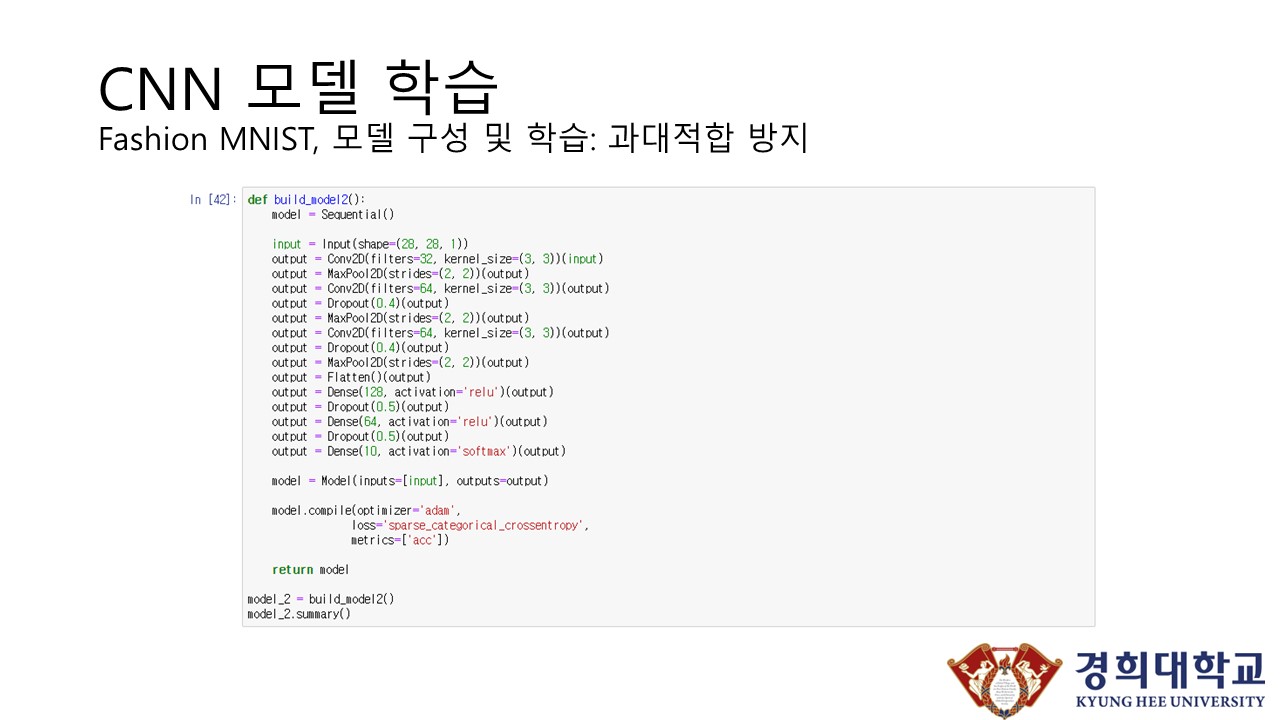 CNN 모델 학습
Fashion MNIST, 모델 구성 및 학습: 과대적합 방지
In [42]:
def build_model2():
    model = Sequential()

    input = Input(shape=(28, 28, 1))
    output = Conv2D(filters=32, kernel_size=(3, 3))(input)
    output = MaxPool2D(strides=(2, 2))(output)
    output = Conv2D(filters=64, kernel_size=(3, 3))(output)
    output = Dropout(0.4)(output)
    output = MaxPool2D(strides=(2, 2))(output)
    output = Conv2D(filters=64, kernel_size=(3, 3))(output)
    output = Dropout(0.4)(output)
    output = MaxPool2D(strides=(2, 2))(output)
    output = Flatten()(output)
    output = Dense(128, activation='relu')(output)
    output = Dropout(0.5)(output)
    output = Dense(64, activation='relu')(output)
    output = Dropout(0.5)(output)
    output = Dense(10, activation='softmax')(output)

    model = Model(inputs=[input], outputs=output)

    model.compile(optimizer='adam',
                 loss='sparse_categorical_crossentropy',
                 metrics=['acc'])

    return model

model_2 = build_model2()
model_2.summary()
경희대학교
KYUNG HEE UNIVERSITY